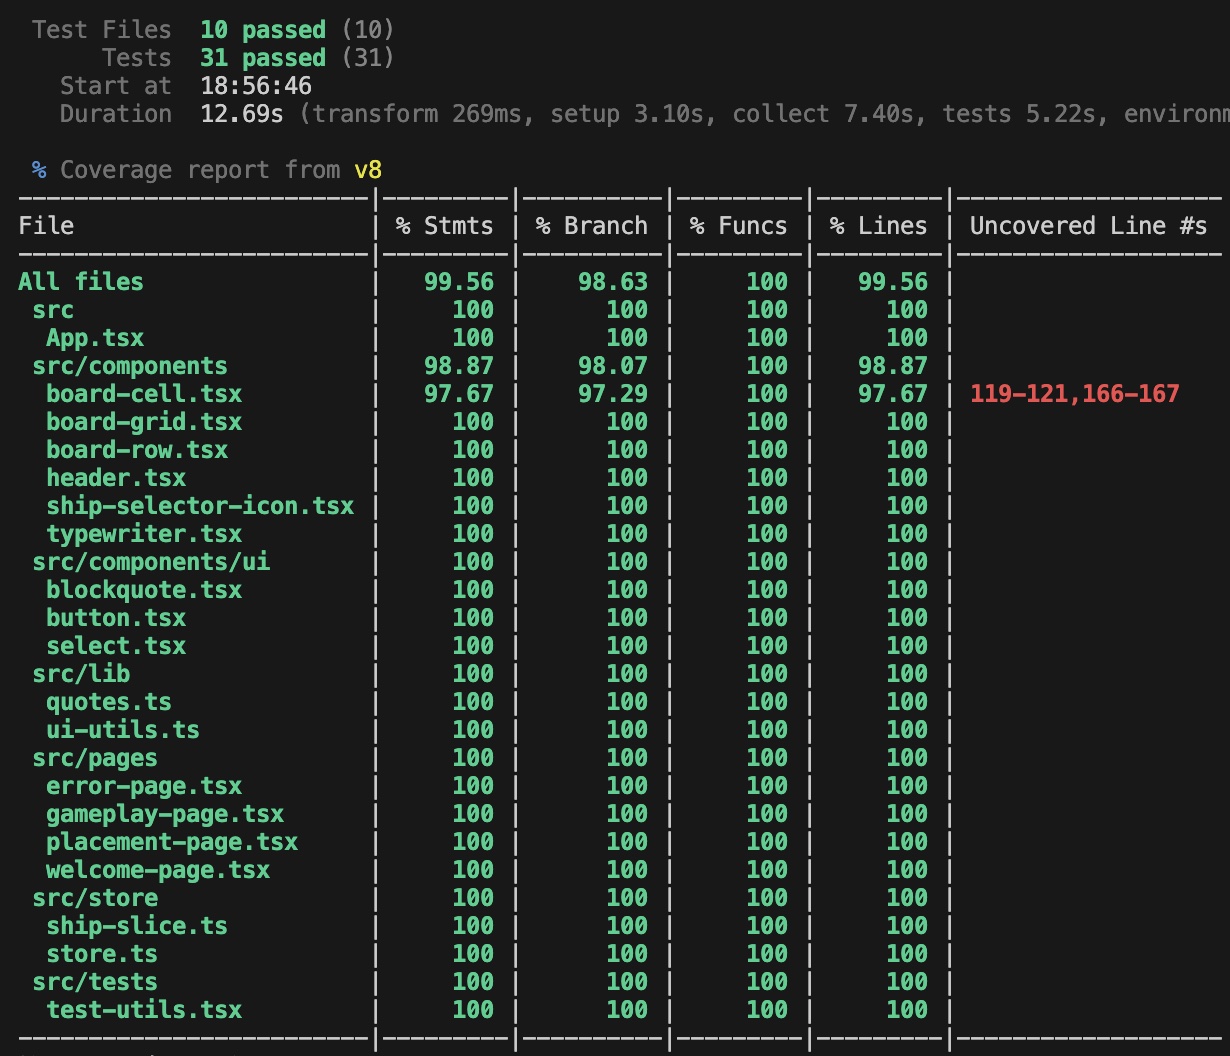 Test Files 10 passed (10)
Tests 31 passed (31)
Start at 18:56:46
Duration 12.69s (transform 269ms, setup 3.10s, collect 7.40s, tests 5.22s, environm
% Coverage report from v8
File | % Stmts | % Branch | % Funcs | % Lines | Uncovered Line #s
All files | 99.56 | 98.63 | 100 | 99.56 |
src | 100 | 100 | 100 | 100 |
App.tsx | 100 | 100 | 100 | 100 |
src/components | 98.87 | 98.07 | 100 | 98.87 |
board-cell.tsx | 97.67 | 97.29 | 100 | 97.67 | 119-121,166-167
board-grid.tsx | 100 | 100 | 100 | 100 |
board-row.tsx | 100 | 100 | 100 | 100 |
header.tsx | 100 | 100 | 100 | 100 |
ship-selector-icon.tsx | 100 | 100 | 100 | 100 |
typewriter.tsx | 100 | 100 | 100 | 100 |
src/components/ui | 100 | 100 | 100 | 100 |
blockquote.tsx | 100 | 100 | 100 | 100 |
button.tsx | 100 | 100 | 100 | 100 |
select.tsx | 100 | 100 | 100 | 100 |
src/lib | 100 | 100 | 100 | 100 |
quotes.ts | 100 | 100 | 100 | 100 |
ui-utils.ts | 100 | 100 | 100 | 100 |
src/pages | 100 | 100 | 100 | 100 |
error-page.tsx | 100 | 100 | 100 | 100 |
gameplay-page.tsx | 100 | 100 | 100 | 100 |
placement-page.tsx | 100 | 100 | 100 | 100 |
welcome-page.tsx | 100 | 100 | 100 | 100 |
src/store | 100 | 100 | 100 | 100 |
ship-slice.ts | 100 | 100 | 100 | 100 |
store.ts | 100 | 100 | 100 | 100 |
src/tests | 100 | 100 | 100 | 100 |
test-utils.tsx | 100 | 100 | 100 | 100 |